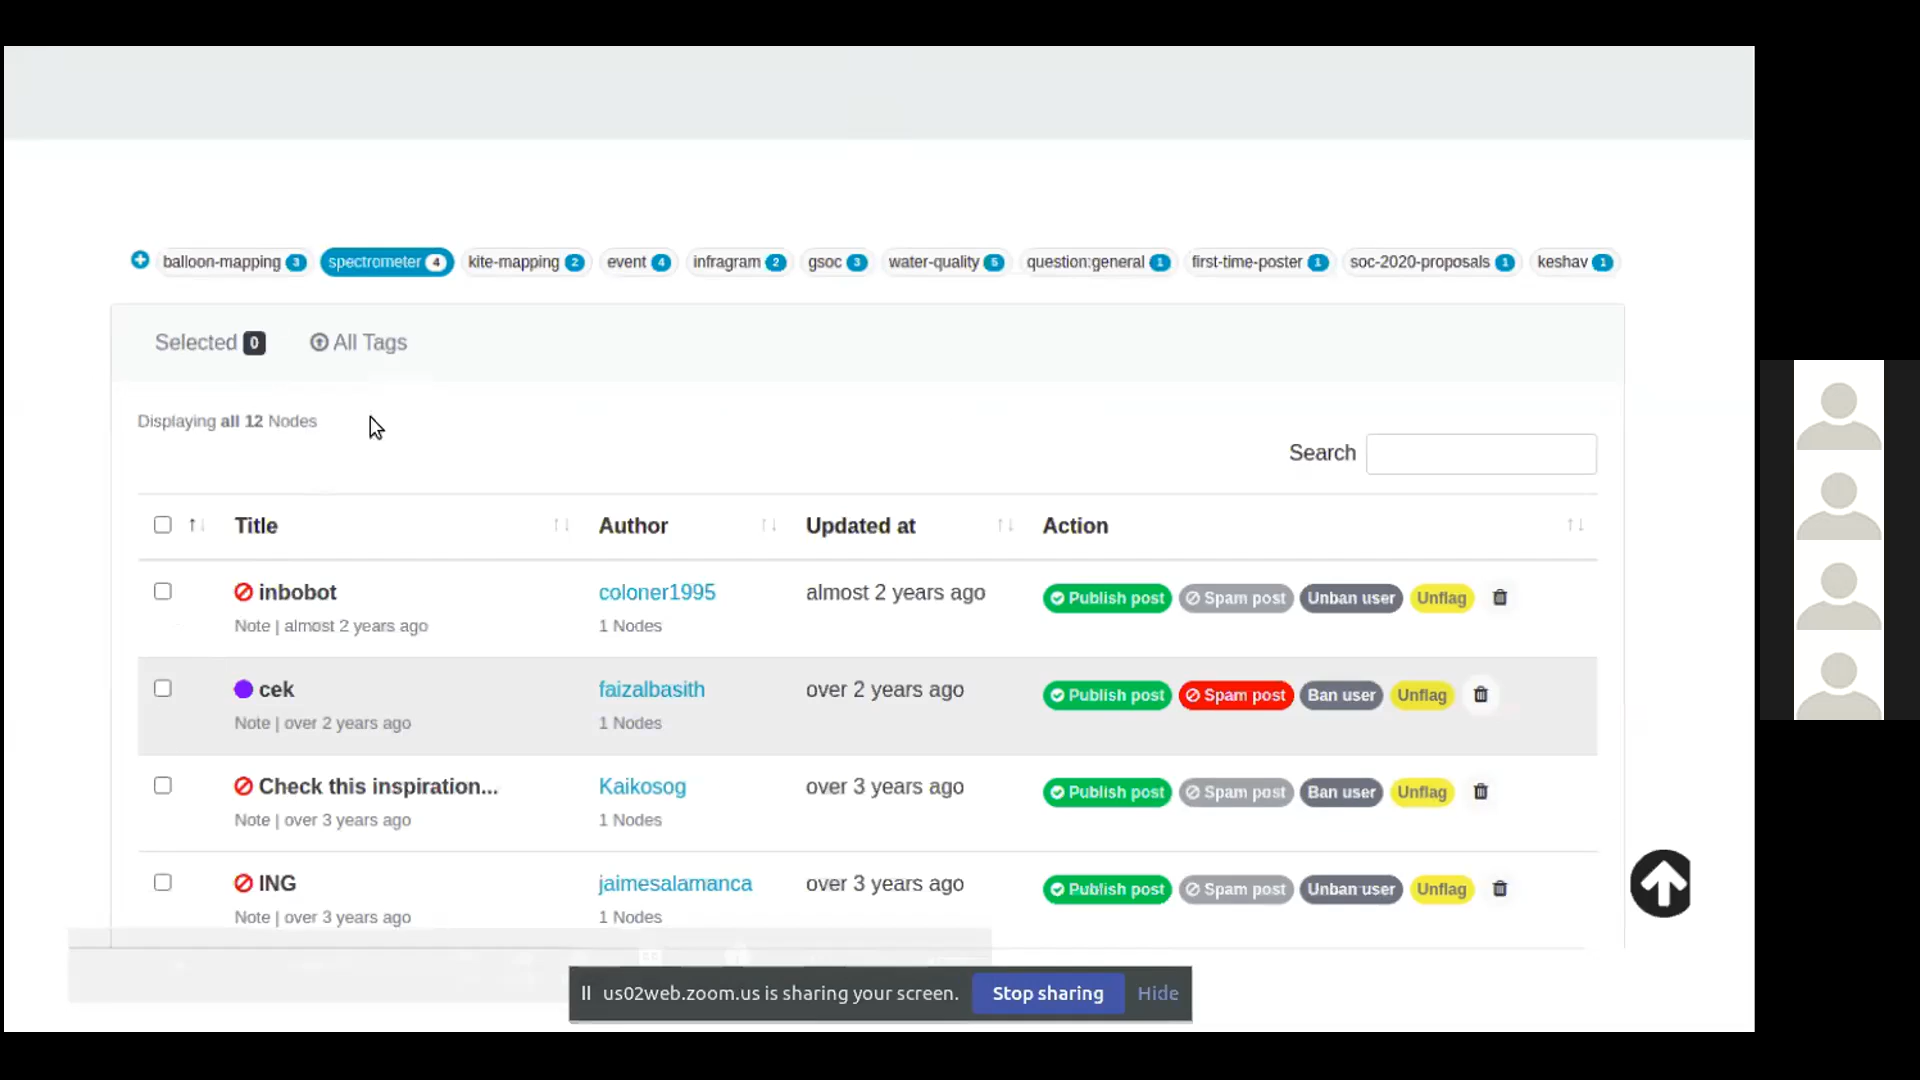 balloon-mapping 3 spectrometer 4 kite-mapping 2 event 4 infragram 2 gsoc 3 water-quality 5 question:general 1 first-time-poster 1 soc-2020-proposals 1 keshav 1
Selected 0 All Tags
Displaying all 12 Nodes
Search
Title Author Updated at Action
inbobot coloner1995 almost 2 years ago Publish post Spam post Unban user Unflag
Note | almost 2 years ago 1 Nodes
cek faizalbasith over 2 years ago Publish post Spam post Ban user Unflag
Note | over 2 years ago 1 Nodes
Check this inspiration... Kaikosog over 3 years ago Publish post Spam post Ban user Unflag
Note | over 3 years ago 1 Nodes
ING jaimesalamanca over 3 years ago Publish post Spam post Unban user Unflag
Note | over 3 years ago 1 Nodes
us02web.zoom.us is sharing your screen. Stop sharing Hide